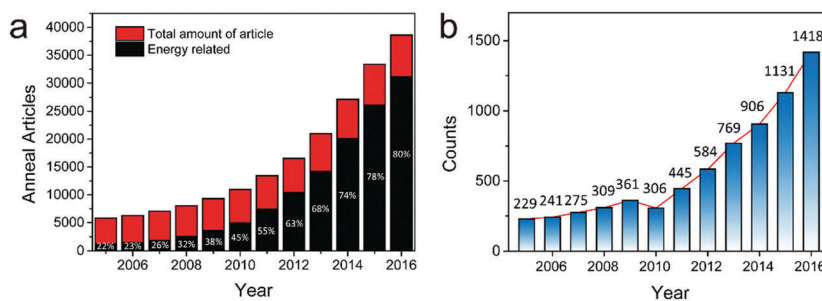 a
Total amount of article
Energy related
Anneal Articles
40000
35000
30000
25000
20000
15000
10000
5000
0
22% 23% 26% 32% 38% 45% 55% 63% 68% 74% 78% 80%
2006 2008 2010 2012 2014 2016
Year
b
Counts
1500
1000
500
0
229 241 275 309 361 306 445 584 769 906 1131 1418
2006 2008 2010 2012 2014 2016
Year